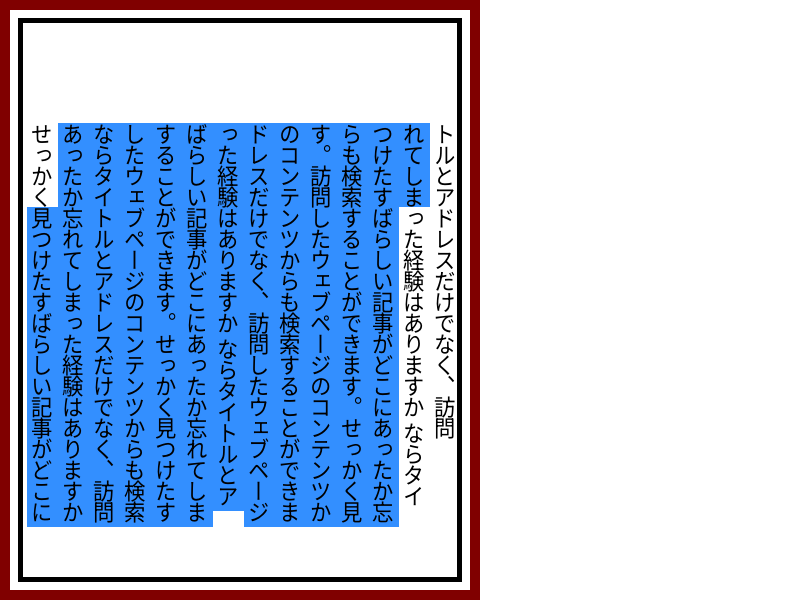 せっかく見つけたすばらしい記事がどこに
あったか忘れてしまった経験はありますか
ならタイトルとアドレスだけでなく、訪問
したウェブページのコンテンツからも検索
することができます。せっかく見つけたす
ばらしい記事がどこにあったか忘れてしま
った経験はありますか ならタイトルとア
ドレスだけでなく、訪問したウェブページ
のコンテンツからも検索することができま
す。訪問したウェブページのコンテンツか
らも検索することができます。せっかく見
つけたすばらしい記事がどこにあったか忘
れてしまった経験はありますか ならタイ
トルとアドレスだけでなく、訪問